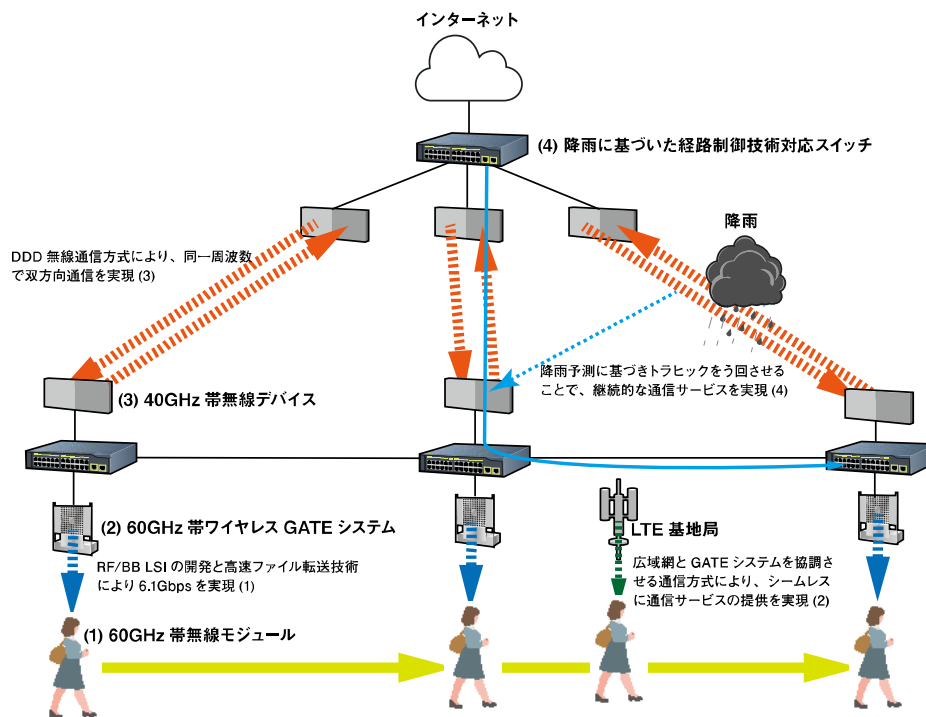 インターネット
(4) 降雨に基づいた経路制御技術対応スイッチ
降雨
DDD 無線通信方式により、同一周波数
で双方向通信を実現 (3)
降雨予測に基づきトラヒックをう回させる
ことで、継続的な通信サービスを実現 (4)
(3) 40GHz 帯無線デバイス
(2) 60GHz 帯ワイヤレス GATE システム
LTE 基地局
RF/BB LSI の開発と高速ファイル転送技術
により 6.1Gbps を実現 (1)
広域網と GATE システムを協調さ
せる通信方式により、シームレス
に通信サービスの提供を実現 (2)
(1) 60GHz 帯無線モジュール